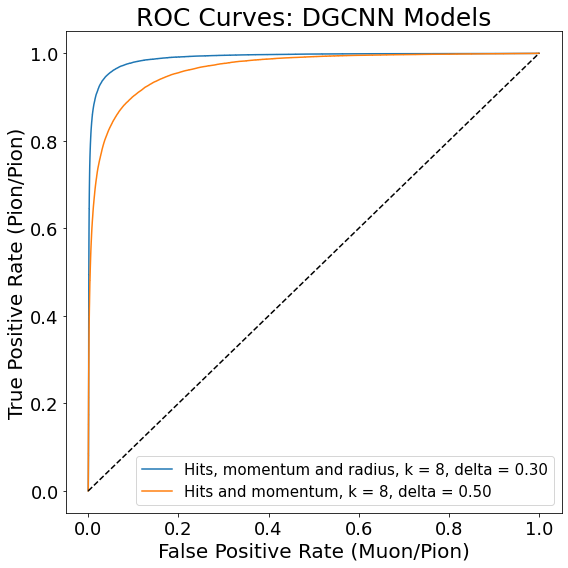 ROC Curves: DGCNN Models
True Positive Rate (Pion/Pion)
1.0
0.8
0.6
0.4
0.2
0.0
Hits, momentum and radius, k = 8, delta = 0.30
Hits and momentum, k = 8, delta = 0.50
0.0 0.2 0.4 0.6 0.8 1.0
False Positive Rate (Muon/Pion)